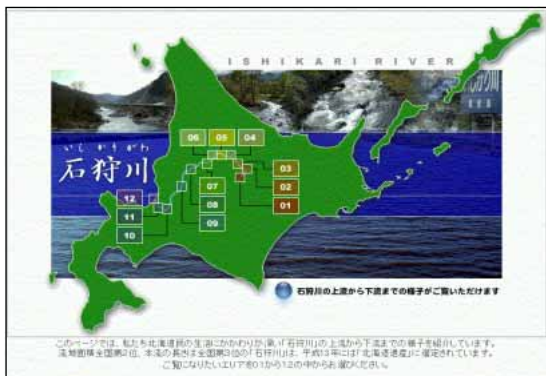 ISHIKARI RIVER
いしかりがわ
石狩川
06 05 04
03
02
01
07
08
09
12
11
10
石狩川の上流から下流までの様子がご覧いただけます
このページでは、私たち北海道民の生活にかかわりが深い「石狩川」の上流から下流までの様子を紹介しています。
流域面積全国第2位、本流の長さは全国第3位の「石狩川」は、平成13年には「北海道遺産」に選定されています。
ご覧になりたいエリアを01から12の中からお選びください。